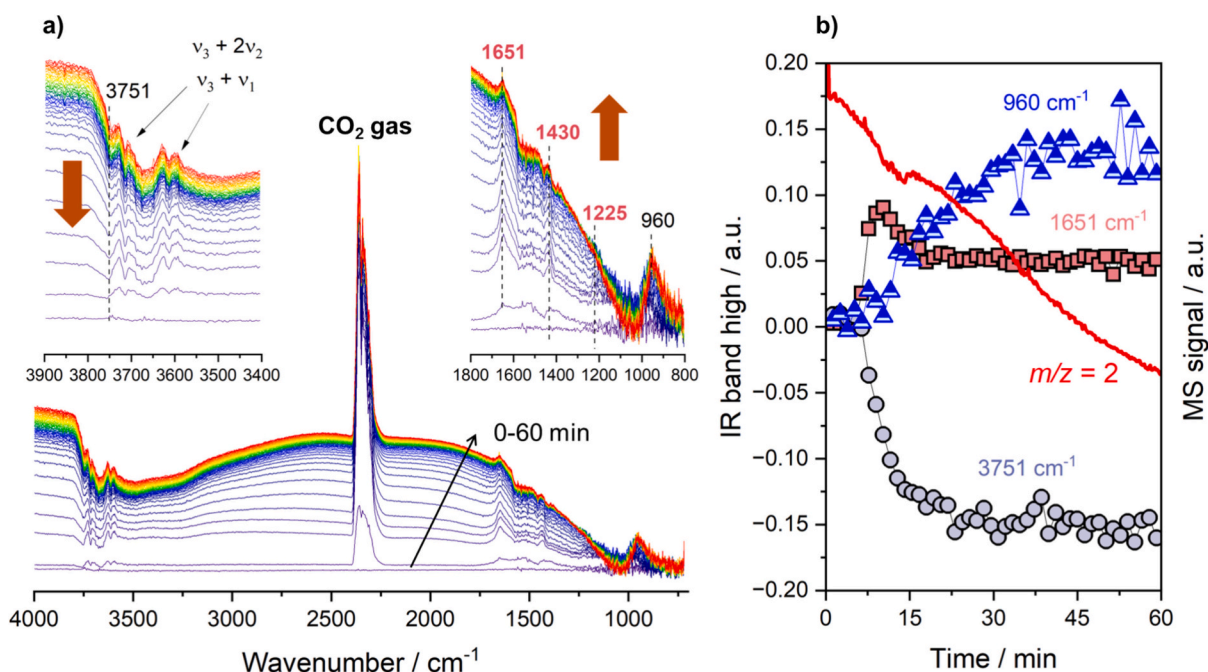 a)
ν₃ + 2ν₂
ν₃ + ν₁
3751
3900 3800 3700 3600 3500 3400
CO₂ gas
1651
1430
1225
960
1800 1600 1400 1200 1000 800
0-60 min
4000 3500 3000 2500 2000 1500 1000
Wavenumber / cm⁻¹
b)
0.20
0.15
0.10
0.05
0.00
−0.05
−0.10
−0.15
−0.20
IR band high / a.u.
960 cm⁻¹
1651 cm⁻¹
m/z = 2
3751 cm⁻¹
MS signal / a.u.
0 15 30 45 60
Time / min